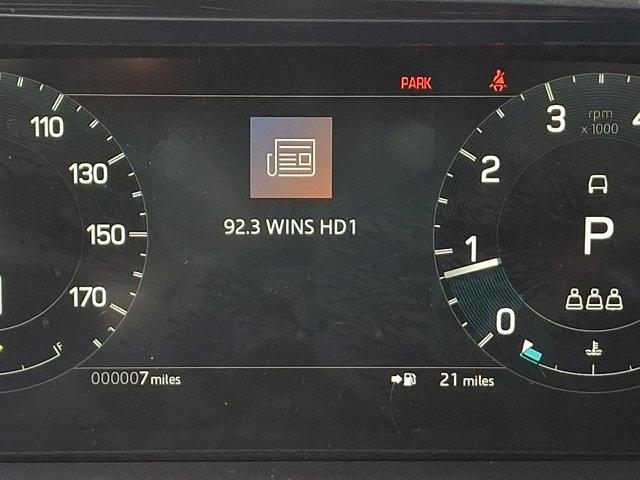 PARK
110
130
150
170
F
92.3 WINS HD1
rpm
x 1000
4
3
2
1
0
P
000007 miles
21 miles